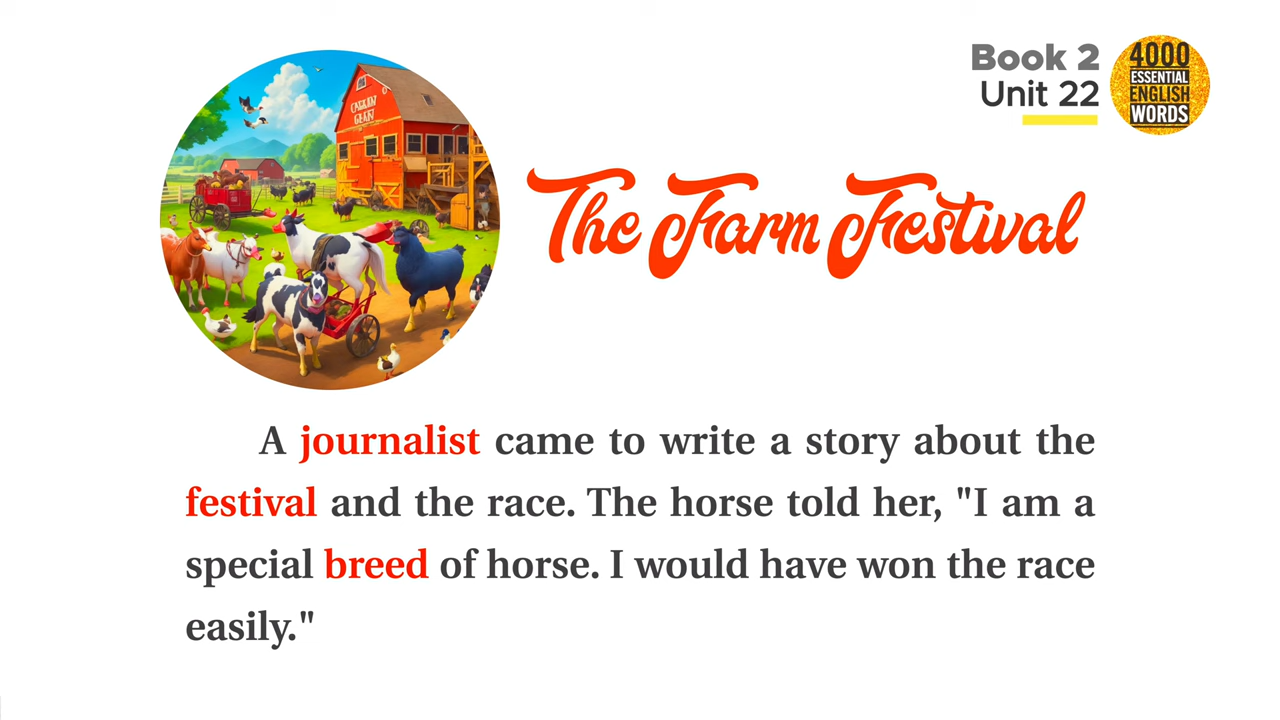 Book 2
Unit 22
4000
ESSENTIAL
ENGLISH
WORDS
The Farm Festival
A journalist came to write a story about the
festival and the race. The horse told her, "I am a
special breed of horse. I would have won the race
easily."